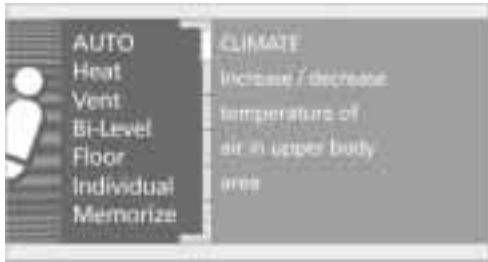 AUTO
Heat
Vent
Bi-Level
Floor
Individual
Memorize
CLIMATE
Increase / decrease
temperature of
air in upper body
area